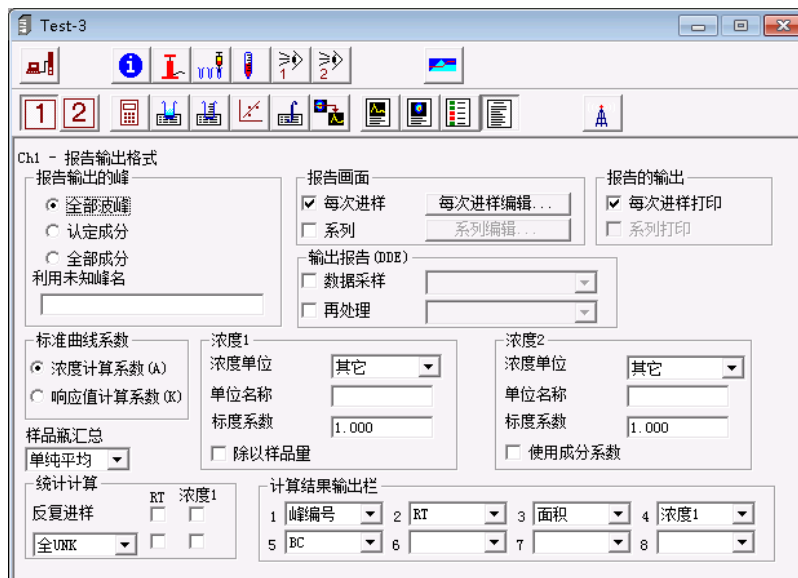 Test-3
1 2
1 2
Ch1 - 报告输出格式
报告输出的峰
全部波峰
认定成分
全部成分
利用未知峰名
报告画面
每次进样 每次进样编辑...
系列 系列编辑...
报告的输出
每次进样打印
系列打印
输出报告(DDE)
数据采样
再处理
标准曲线系数
浓度计算系数(A)
响应值计算系数(K)
样品瓶汇总
单纯平均
浓度1
浓度单位 其它
单位名称
标度系数 1.000
除以样品量
浓度2
浓度单位 其它
单位名称
标度系数 1.000
使用成分系数
统计计算
RT 浓度1
反复进样
全UNK
计算结果输出栏
1 峰编号 2 RT 3 面积 4 浓度1
5 BC 6 7 8